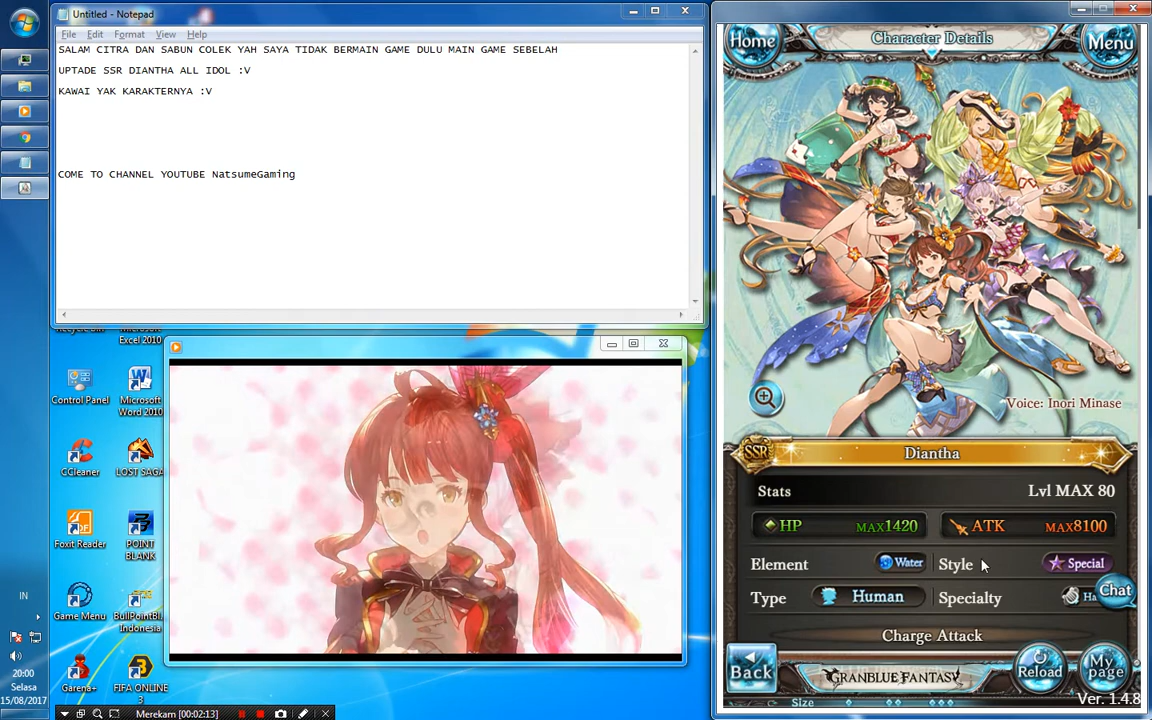 Untitled - Notepad
File Edit Format View Help
SALAM CITRA DAN SABUN COLEK YAH SAYA TIDAK BERMAIN GAME DULU MAIN GAME SEBELAH
UPTADE SSR DIANTHA ALL IDOL :V
KAWAI YAK KARAKTERNYA :V
COME TO CHANNEL YOUTUBE NatsumeGaming
Recycle Bin
Microsoft
Excel 2010
Control Panel
Microsoft
Word 2010
CCleaner
LOST SAGA
Foxit Reader
POINT
BLANK
Game Menu
Indonesia
Garena+
FIFA ONLINE
3
IN
20:00
Selasa
15/08/2017
Merekam [00:02:13]
Home
Character Details
Menu
Voice: Inori Minase
SSR
Diantha
Stats
Lvl MAX 80
HP MAX1420
ATK MAX8100
Element Water
Style Special
Type Human
Specialty
Chat
Charge Attack
Back
GRANBLUE FANTASY
Reload
My
page
Ver. 1.4.8
Size